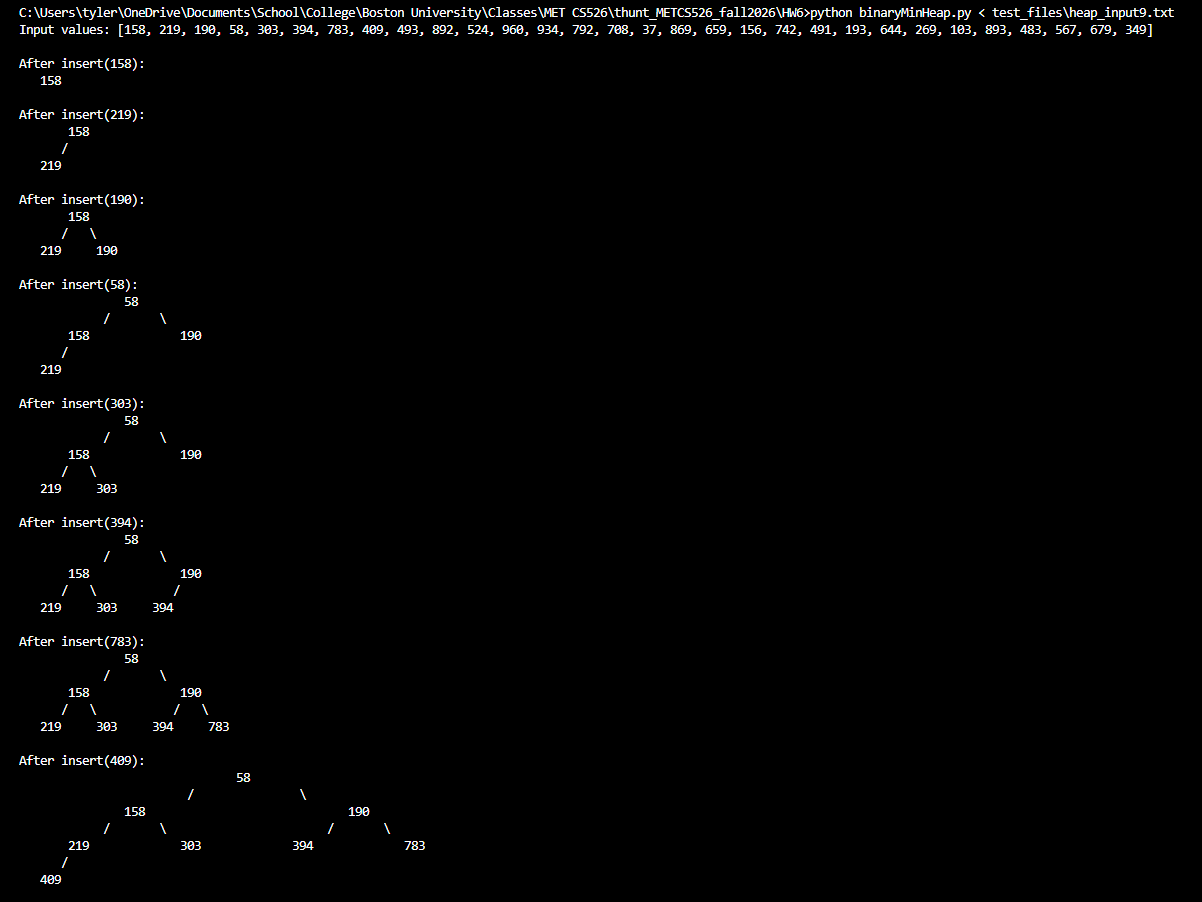 C:\Users\tyler\OneDrive\Documents\School\College\Boston University\Classes\MET CS526\thunt_METCS526_fall2026\HW6>python binaryMinHeap.py < test_files\heap_input9.txt
Input values: [158, 219, 190, 58, 303, 394, 783, 409, 493, 892, 524, 960, 934, 792, 708, 37, 869, 659, 156, 742, 491, 193, 644, 269, 103, 893, 483, 567, 679, 349]

After insert(158):
   158

After insert(219):
       158
      /
   219

After insert(190):
       158
      /   \
   219     190

After insert(58):
               58
            /       \
       158             190
      /
   219

After insert(303):
               58
            /       \
       158             190
      /   \
   219     303

After insert(394):
               58
            /       \
       158             190
      /   \           /
   219     303     394

After insert(783):
               58
            /       \
       158             190
      /   \           /   \
   219     303     394     783

After insert(409):
                               58
                        /               \
               158                             190
            /       \                       /       \
       219             303             394             783
      /
   409